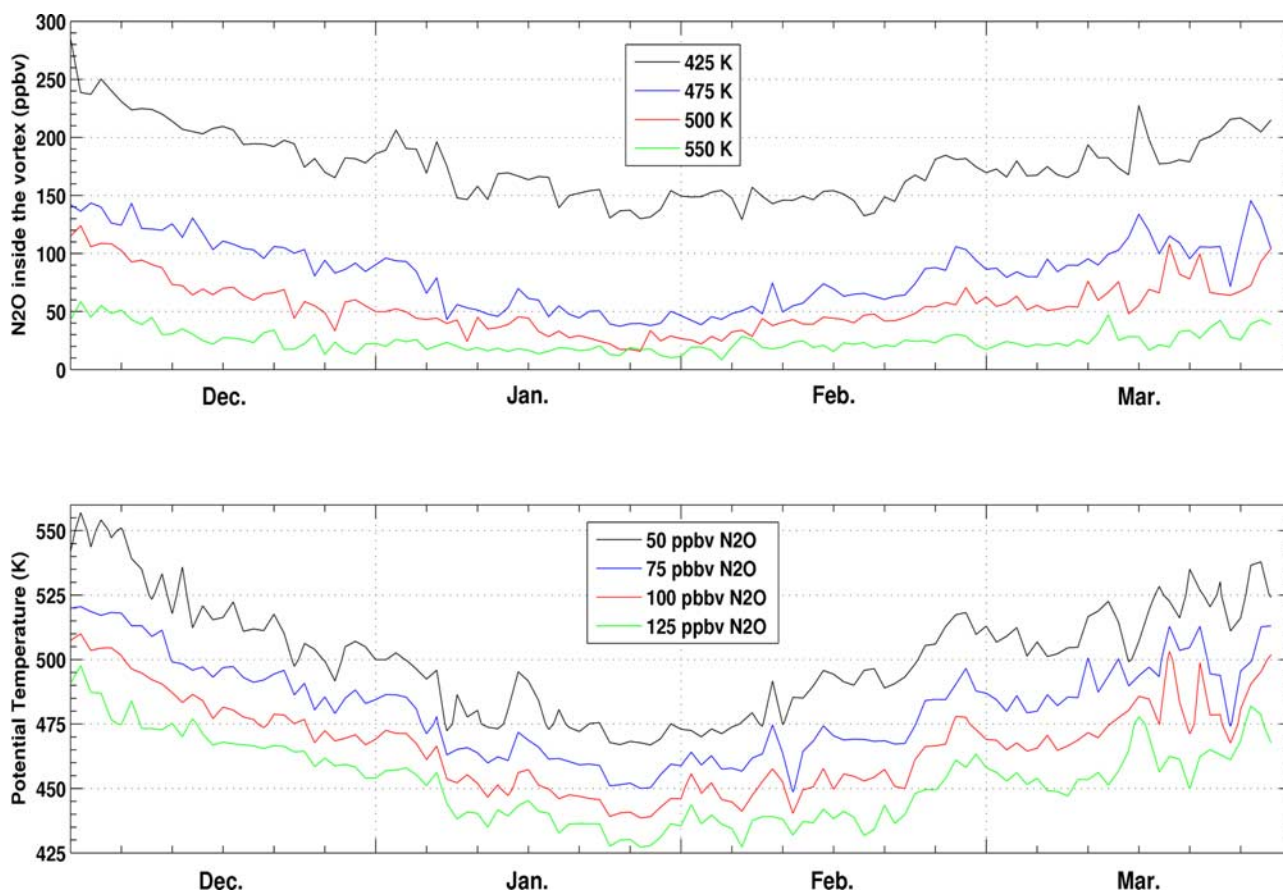 N2O inside the vortex (ppbv)
300
250
200
150
100
50
0
425 K
475 K
500 K
550 K
Dec.
Jan.
Feb.
Mar.
Potential Temperature (K)
550
525
500
475
450
425
50 ppbv N2O
75 pbbv N2O
100 pbbv N2O
125 ppbv N2O
Dec.
Jan.
Feb.
Mar.